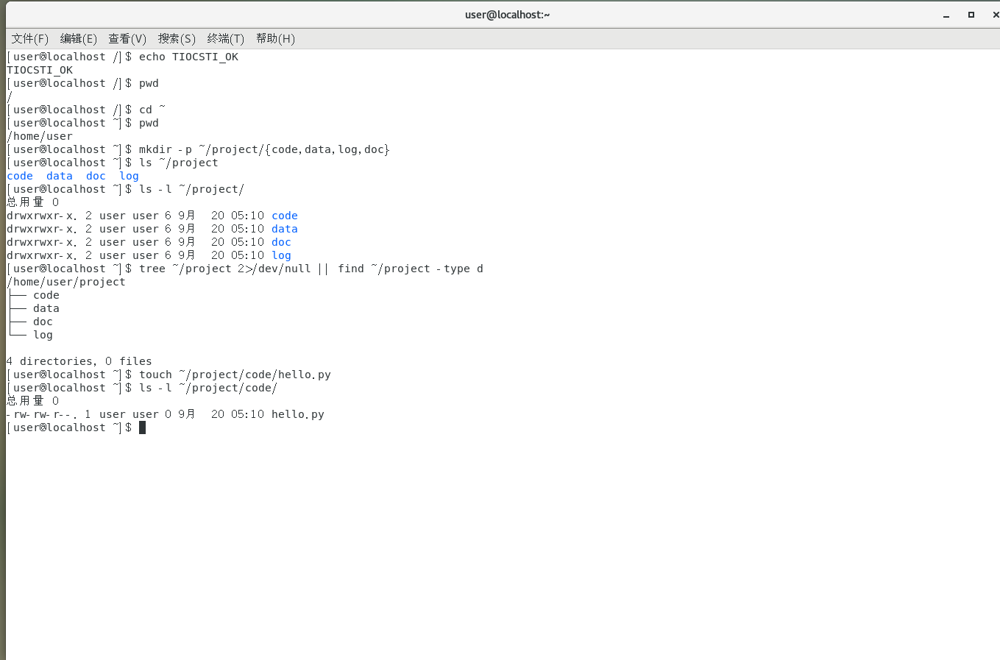 user@localhost:~
文件(F) 编辑(E) 查看(V) 搜索(S) 终端(T) 帮助(H)
[user@localhost /]$ echo TIOCSTI_OK
TIOCSTI_OK
[user@localhost /]$ pwd
/
[user@localhost /]$ cd ~
[user@localhost ~]$ pwd
/home/user
[user@localhost ~]$ mkdir -p ~/project/{code,data,log,doc}
[user@localhost ~]$ ls ~/project
code  data  doc  log
[user@localhost ~]$ ls -l ~/project/
总用量 0
drwxrwxr-x. 2 user user 6 9月  20 05:10 code
drwxrwxr-x. 2 user user 6 9月  20 05:10 data
drwxrwxr-x. 2 user user 6 9月  20 05:10 doc
drwxrwxr-x. 2 user user 6 9月  20 05:10 log
[user@localhost ~]$ tree ~/project 2>/dev/null || find ~/project -type d
/home/user/project
├── code
├── data
├── doc
└── log
4 directories, 0 files
[user@localhost ~]$ touch ~/project/code/hello.py
[user@localhost ~]$ ls -l ~/project/code/
总用量 0
-rw-rw-r--. 1 user user 0 9月  20 05:10 hello.py
[user@localhost ~]$